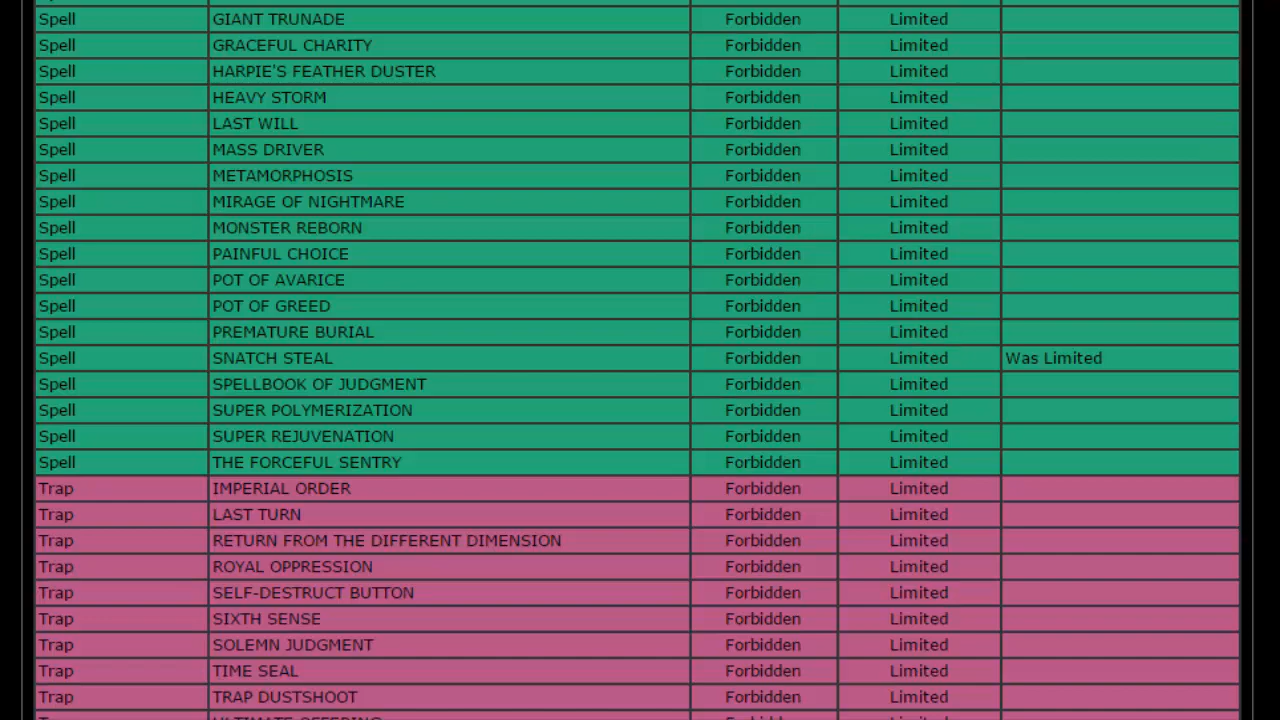 Spell GIANT TRUNADE Forbidden Limited
Spell GRACEFUL CHARITY Forbidden Limited
Spell HARPIE'S FEATHER DUSTER Forbidden Limited
Spell HEAVY STORM Forbidden Limited
Spell LAST WILL Forbidden Limited
Spell MASS DRIVER Forbidden Limited
Spell METAMORPHOSIS Forbidden Limited
Spell MIRAGE OF NIGHTMARE Forbidden Limited
Spell MONSTER REBORN Forbidden Limited
Spell PAINFUL CHOICE Forbidden Limited
Spell POT OF AVARICE Forbidden Limited
Spell POT OF GREED Forbidden Limited
Spell PREMATURE BURIAL Forbidden Limited
Spell SNATCH STEAL Forbidden Limited Was Limited
Spell SPELLBOOK OF JUDGMENT Forbidden Limited
Spell SUPER POLYMERIZATION Forbidden Limited
Spell SUPER REJUVENATION Forbidden Limited
Spell THE FORCEFUL SENTRY Forbidden Limited
Trap IMPERIAL ORDER Forbidden Limited
Trap LAST TURN Forbidden Limited
Trap RETURN FROM THE DIFFERENT DIMENSION Forbidden Limited
Trap ROYAL OPPRESSION Forbidden Limited
Trap SELF-DESTRUCT BUTTON Forbidden Limited
Trap SIXTH SENSE Forbidden Limited
Trap SOLEMN JUDGMENT Forbidden Limited
Trap TIME SEAL Forbidden Limited
Trap TRAP DUSTSHOOT Forbidden Limited